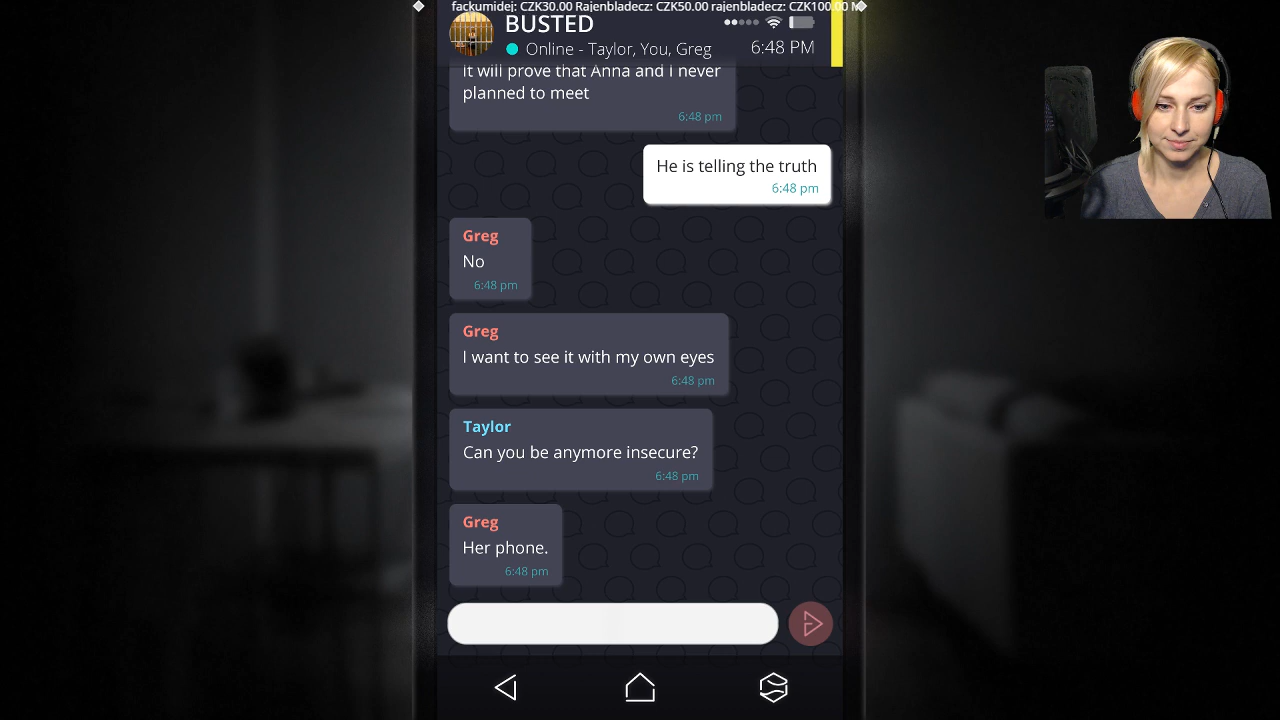 fackumidej: CZK30.00 Rajenbladecz: CZK50.00 rajenbladecz: CZK100.00
BUSTED
Online - Taylor, You, Greg
6:48 PM
It will prove that Anna and I never
planned to meet
6:48 pm
He is telling the truth
6:48 pm
Greg
No
6:48 pm
Greg
I want to see it with my own eyes
6:48 pm
Taylor
Can you be anymore insecure?
6:48 pm
Greg
Her phone.
6:48 pm